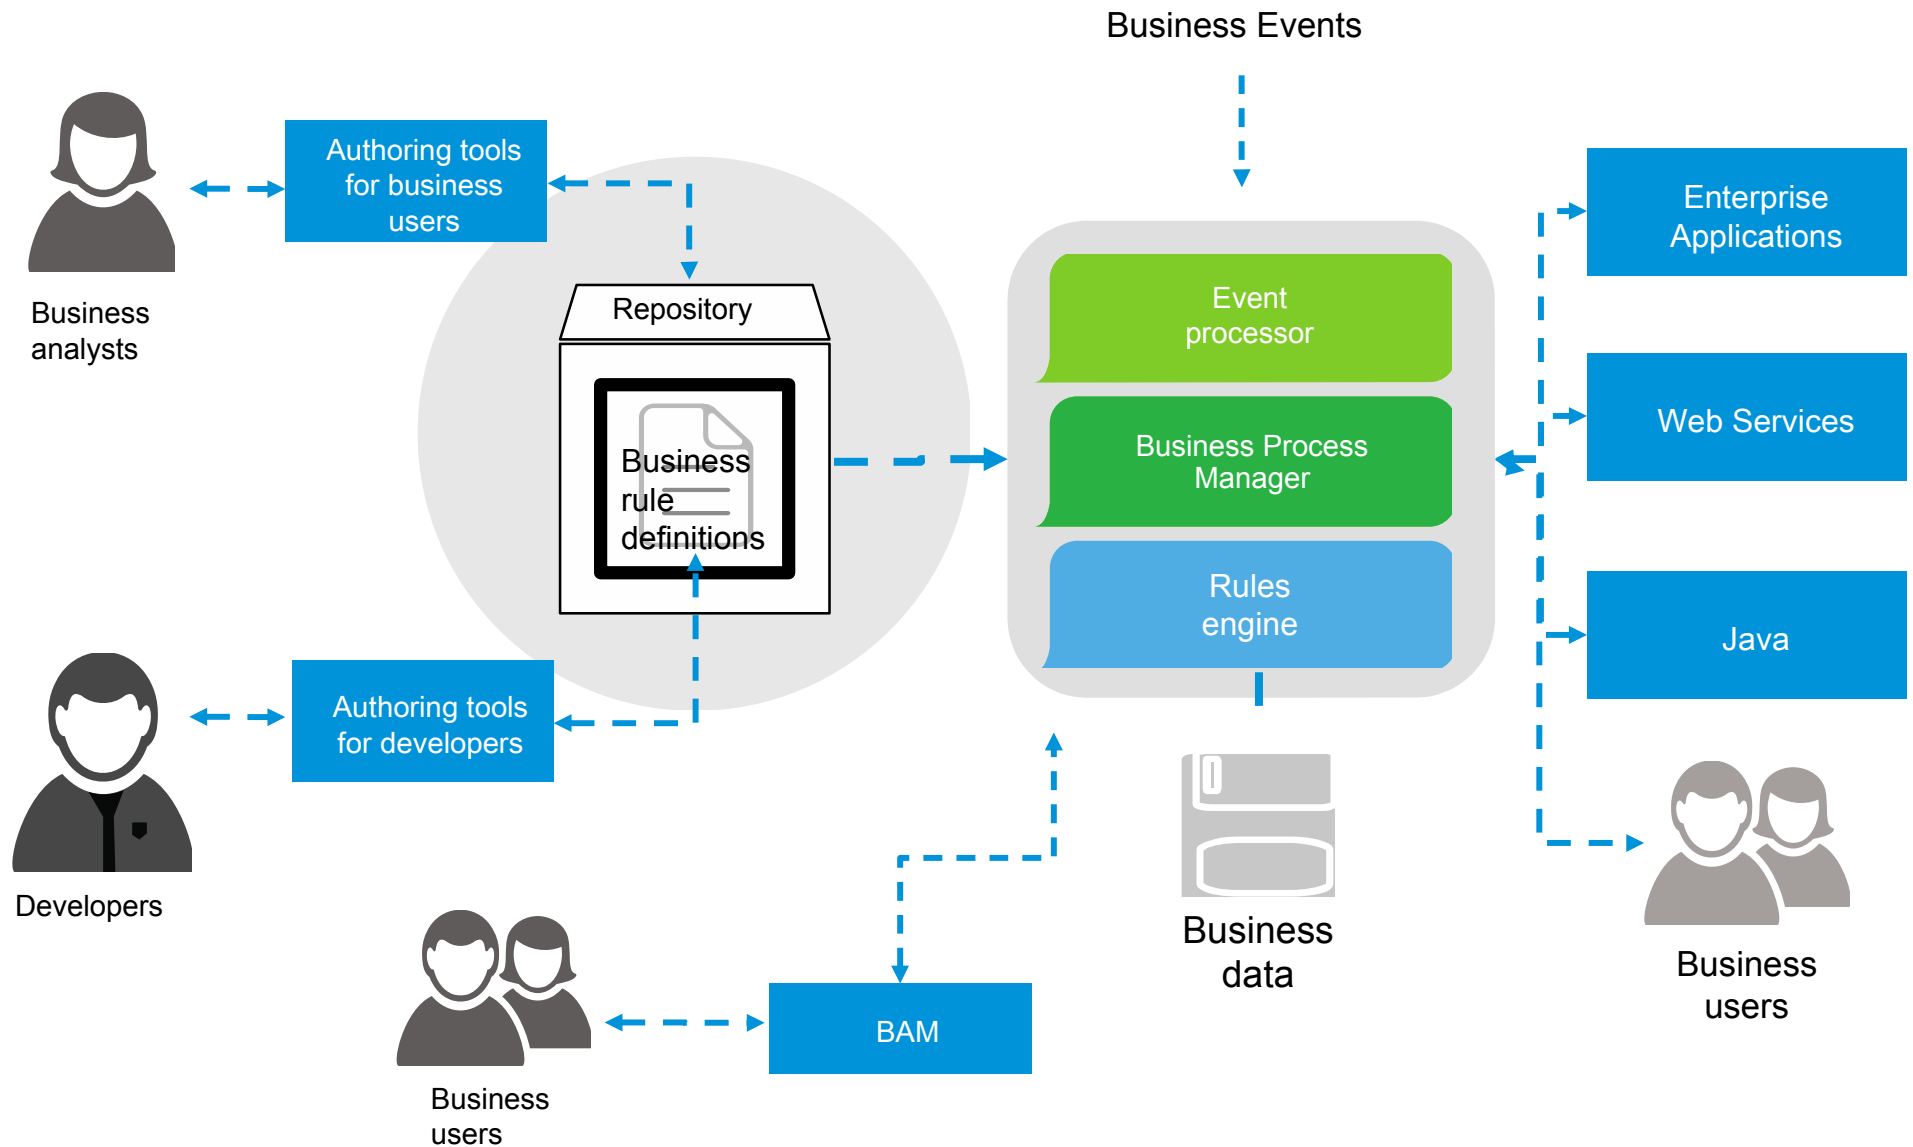 Business Events
Authoring tools
for business
users
Business
analysts
Repository
Business
rule
definitions
Event
processor
Business Process
Manager
Rules
engine
Enterprise
Applications
Web Services
Java
Authoring tools
for developers
Developers
Business
data
Business
users
BAM
Business
users